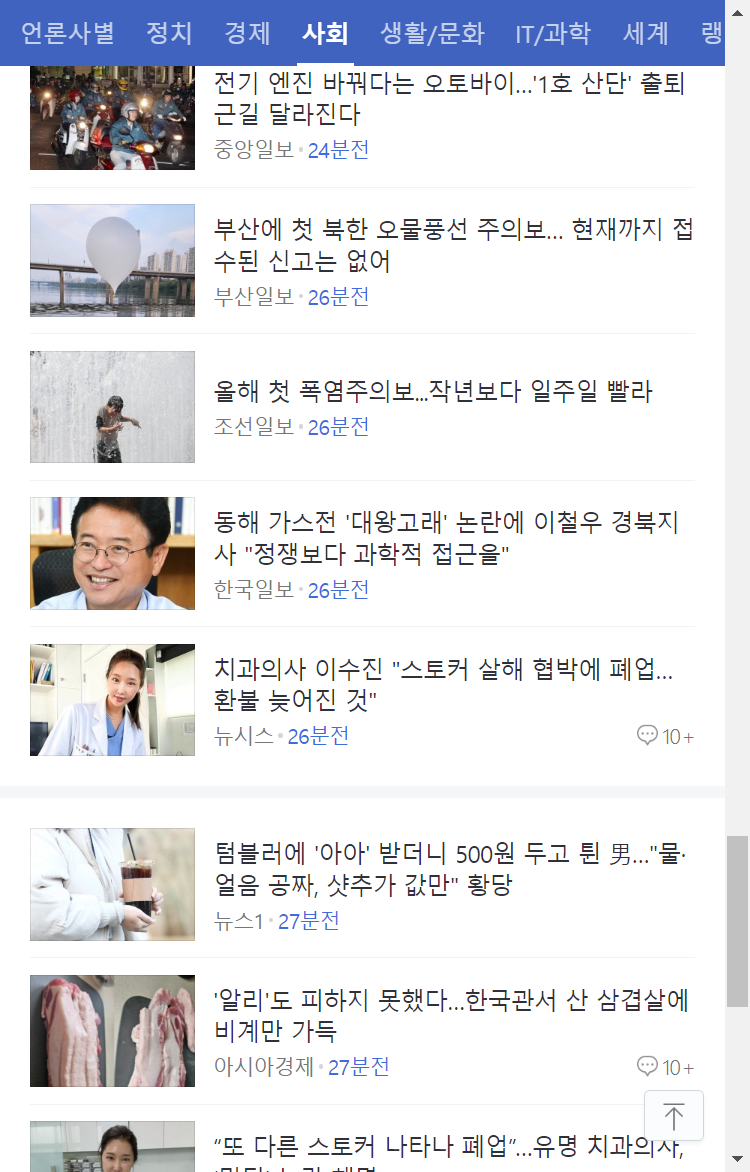 언론사별 정치 경제 사회 생활/문화 IT/과학 세계 랭
전기 엔진 바꿔다는 오토바이…'1호 산단' 출퇴
근길 달라진다
중앙일보 24분전
부산에 첫 북한 오물풍선 주의보… 현재까지 접
수된 신고는 없어
부산일보 26분전
올해 첫 폭염주의보...작년보다 일주일 빨라
조선일보 26분전
동해 가스전 '대왕고래' 논란에 이철우 경북지
사 "정쟁보다 과학적 접근을"
한국일보 26분전
치과의사 이수진 "스토커 살해 협박에 폐업…
환불 늦어진 것"
뉴시스 26분전 10+
텀블러에 '아아' 받더니 500원 두고 튄 男…"물·
얼음 공짜, 샷추가 값만" 황당
뉴스1 27분전
'알리'도 피하지 못했다…한국관서 산 삼겹살에
비계만 가득
아시아경제 27분전 10+
“또 다른 스토커 나타나 폐업”…유명 치과의사,